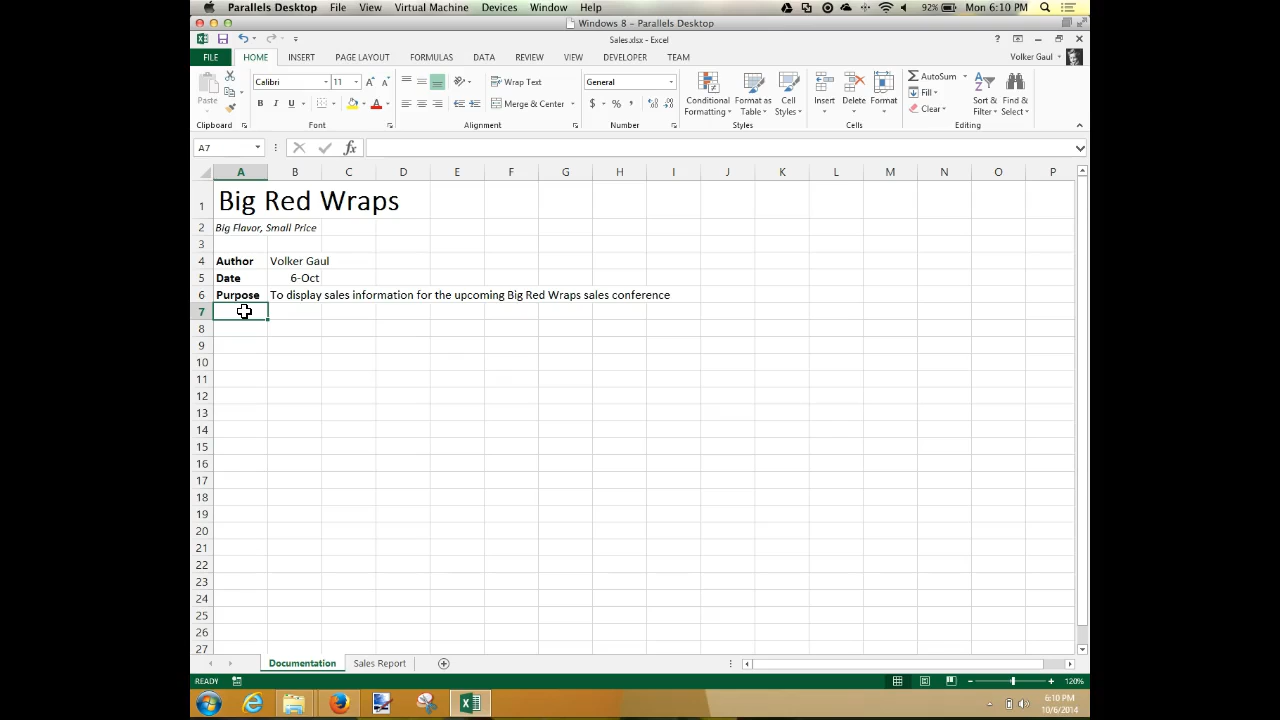 Parallels Desktop File View Virtual Machine Devices Window Help 92% Mon 6:10 PM
Windows 8 – Parallels Desktop
Sales.xlsx - Excel
FILE HOME INSERT PAGE LAYOUT FORMULAS DATA REVIEW VIEW DEVELOPER TEAM Volker Gaul
Paste Calibri 11 A A Wrap Text General Conditional Formatting Format as Table Cell Styles Insert Delete Format AutoSum Fill Clear Sort & Filter Find & Select
B I U A Merge & Center $ % ,
Clipboard Font Alignment Number Styles Cells Editing
A7 fx
A B C D E F G H I J K L M N O P
1 Big Red Wraps
2 Big Flavor, Small Price
3
4 Author Volker Gaul
5 Date 6-Oct
6 Purpose To display sales information for the upcoming Big Red Wraps sales conference
7
8
9
10
11
12
13
14
15
16
17
18
19
20
21
22
23
24
25
26
27
Documentation Sales Report
READY 120%
6:10 PM
10/6/2014